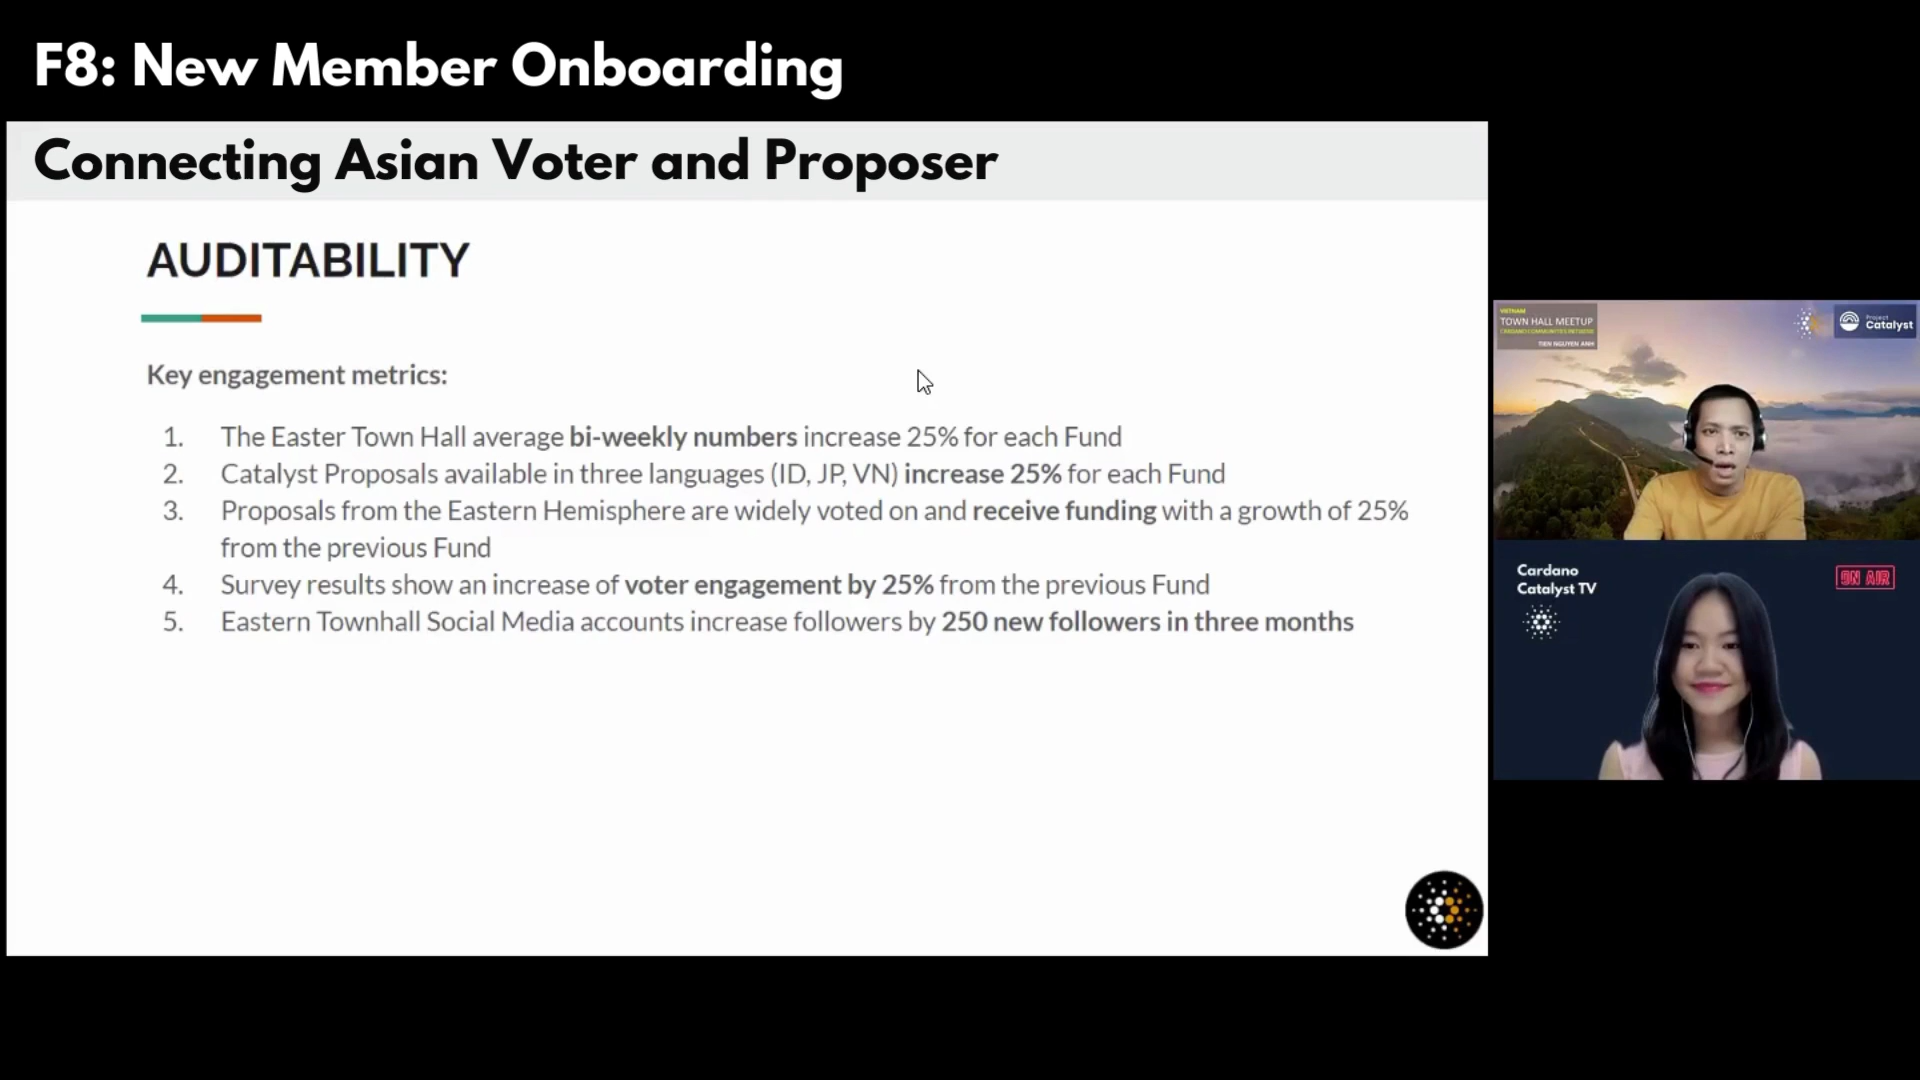 F8: New Member Onboarding
Connecting Asian Voter and Proposer
AUDITABILITY
Key engagement metrics:
1. The Easter Town Hall average bi-weekly numbers increase 25% for each Fund
2. Catalyst Proposals available in three languages (ID, JP, VN) increase 25% for each Fund
3. Proposals from the Eastern Hemisphere are widely voted on and receive funding with a growth of 25%
from the previous Fund
4. Survey results show an increase of voter engagement by 25% from the previous Fund
5. Eastern Townhall Social Media accounts increase followers by 250 new followers in three months
VIETNAM
TOWN HALL MEETUP
TIEN NGUYEN ANH
Project
Catalyst
Cardano
Catalyst TV
ON AIR